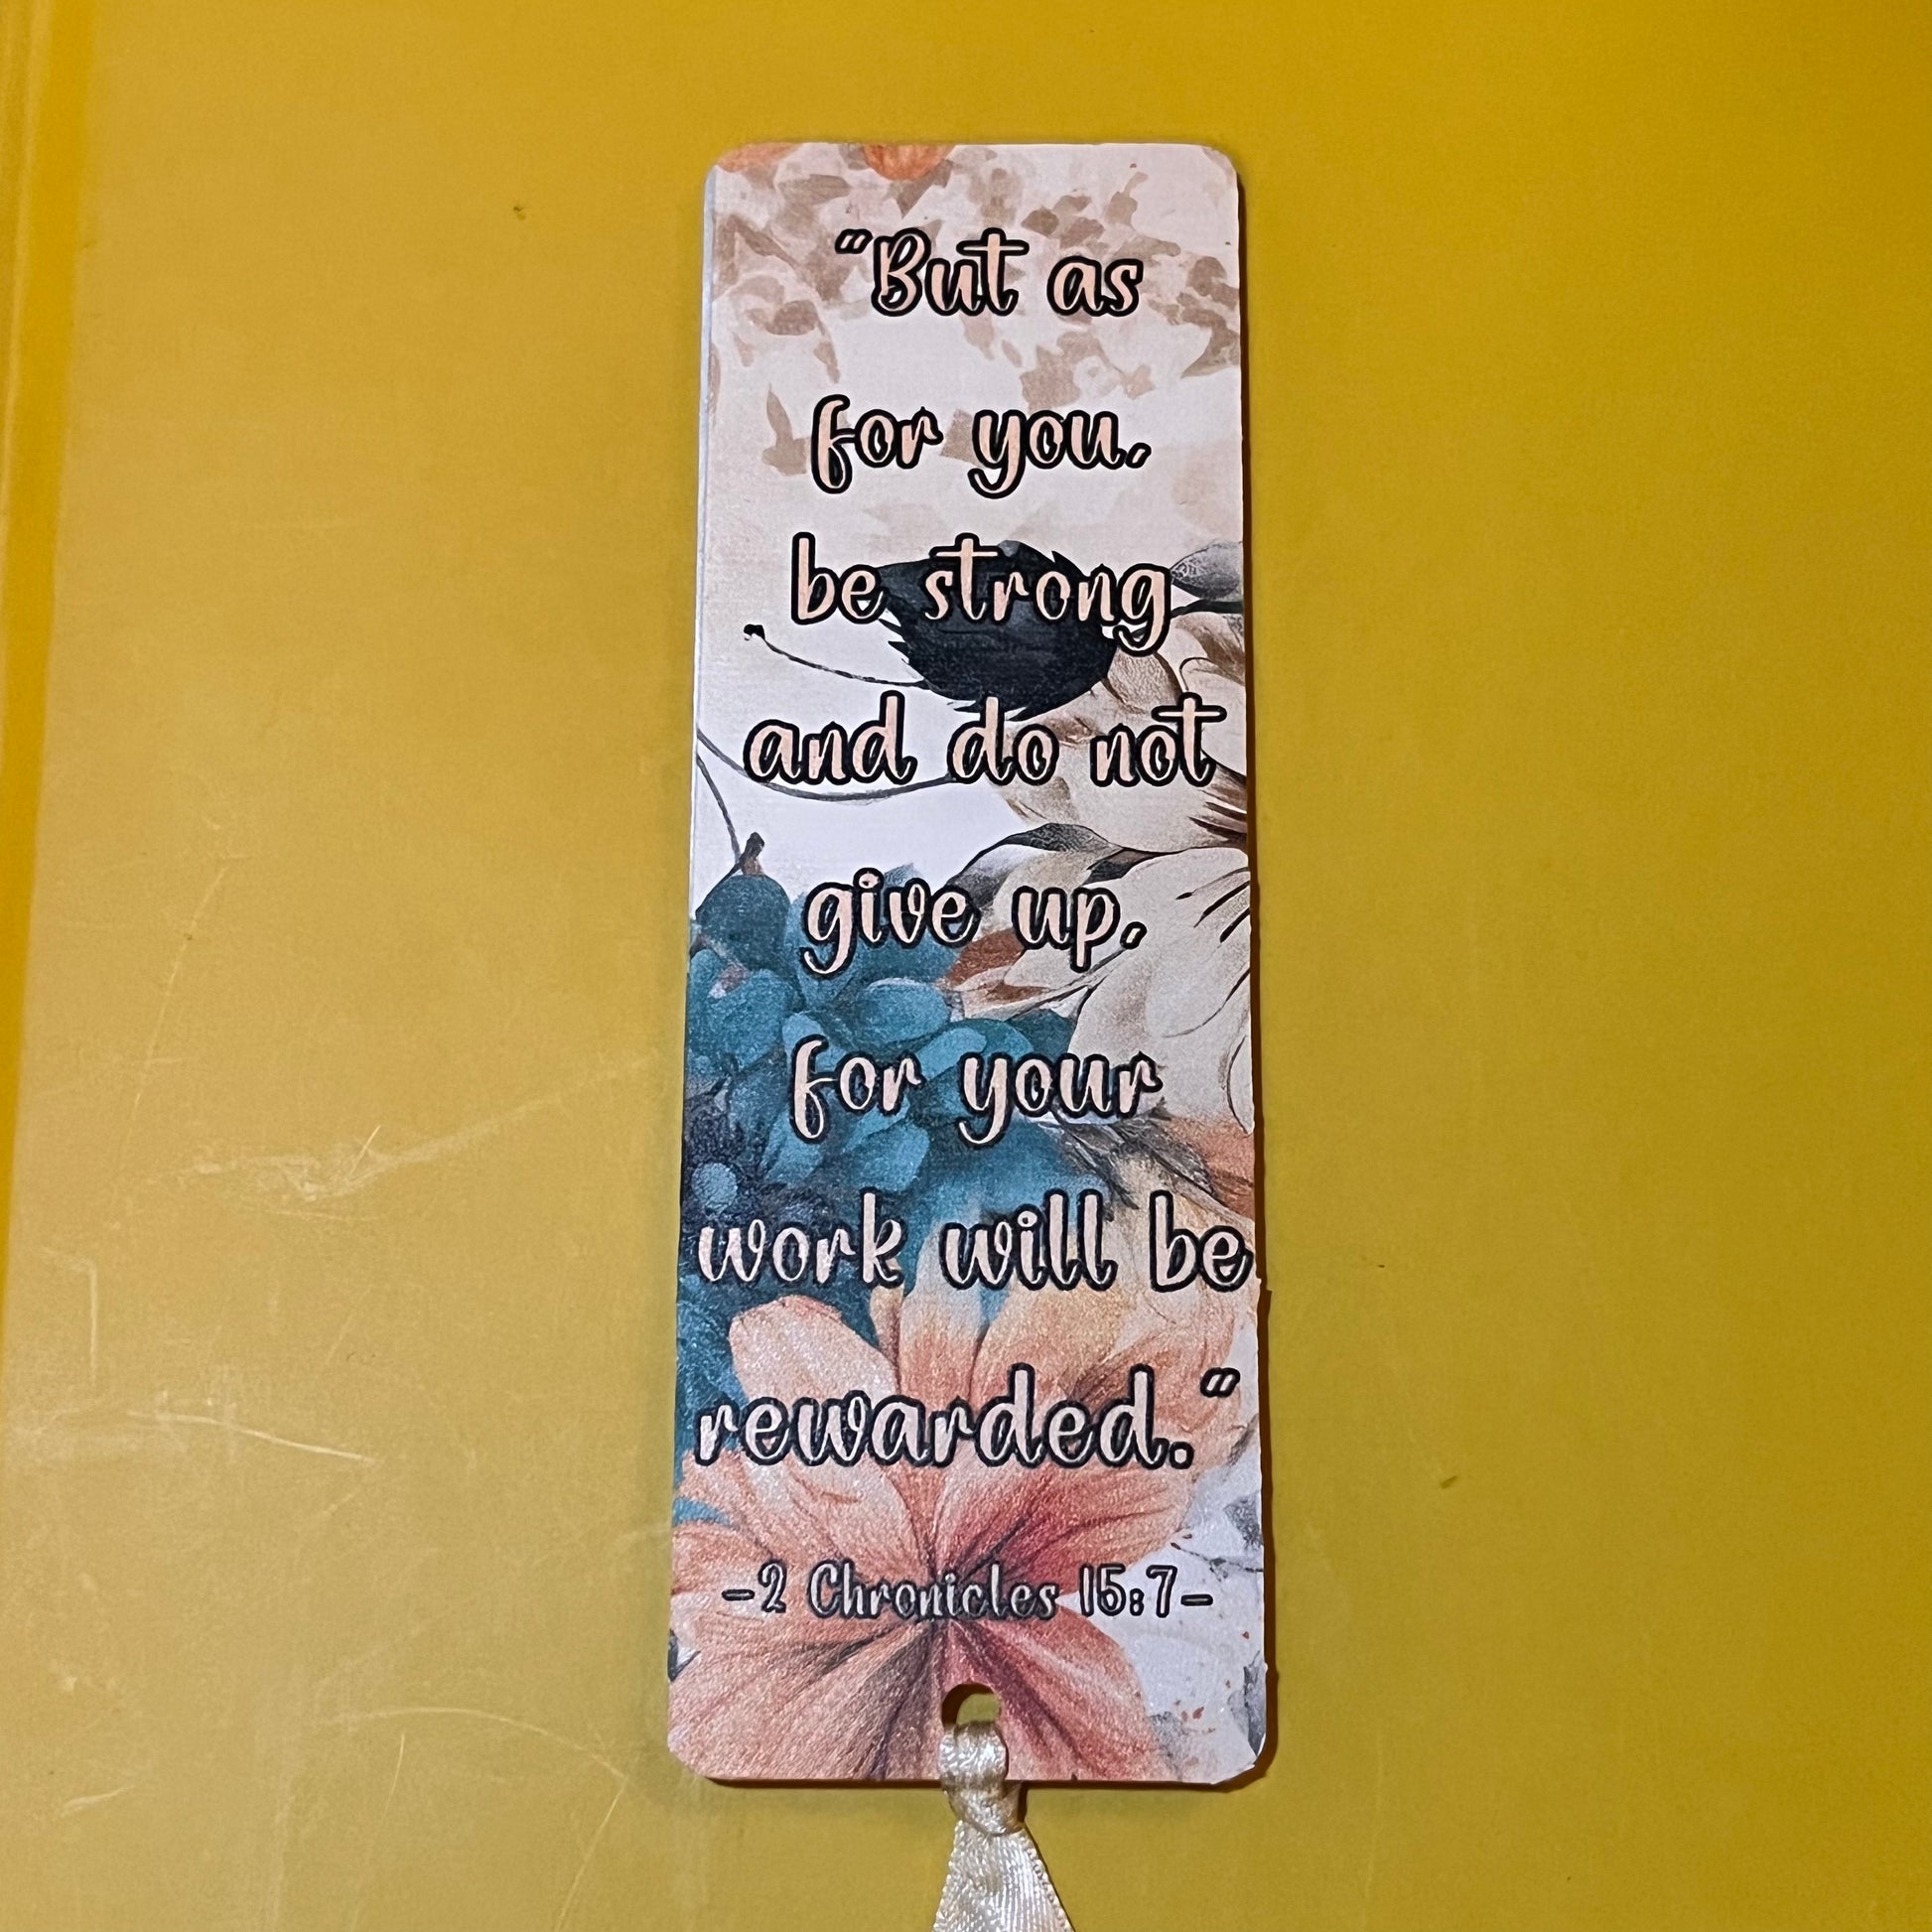 “But as
for you,
be strong
and do not
give up,
for your
work will be
rewarded.”
-2 Chronicles 15:7-